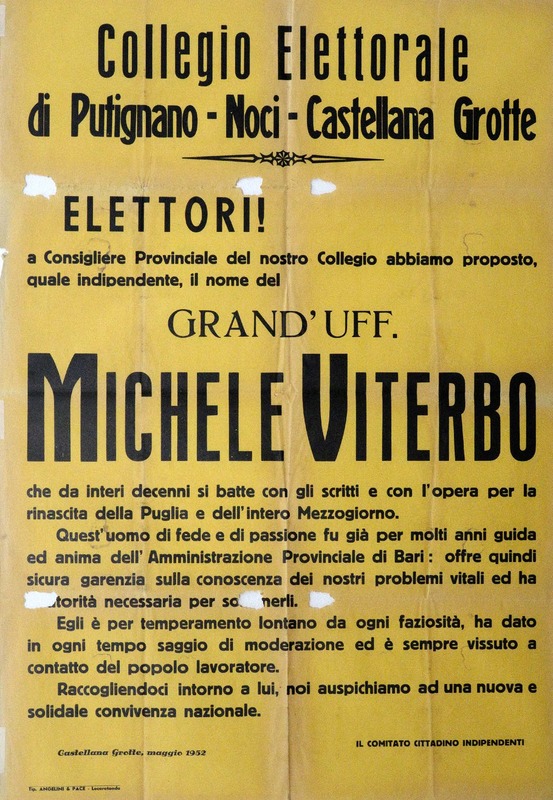 Collegio Elettorale
di Putignano - Noci - Castellana Grotte
ELETTORI!
a Consigliere Provinciale del nostro Collegio abbiamo proposto,
quale indipendente, il nome del
GRAND' UFF.
MICHELE VITERBO
che da interi decenni si batte con gli scritti e con l'opera per la
rinascita della Puglia e dell'intero Mezzogiorno.
Quest'uomo di fede e di passione fu già per molti anni guida
ed anima dell'Amministrazione Provinciale di Bari: offre quindi
sicura garenzia sulla conoscenza dei nostri problemi vitali ed ha
necessaria per
Egli è per temperamento lontano da ogni faziosità, ha dato
in ogni tempo saggio di moderazione ed è sempre vissuto a
contatto del popolo lavoratore.
Raccogliendoci intorno a lui, noi auspichiamo ad una nuova e
solidale convivenza nazionale.
Castellana Grotte, maggio 1952
IL COMITATO CITTADINO INDIPENDENTI
Tip. ANGELINI & PACE - Locorotondo